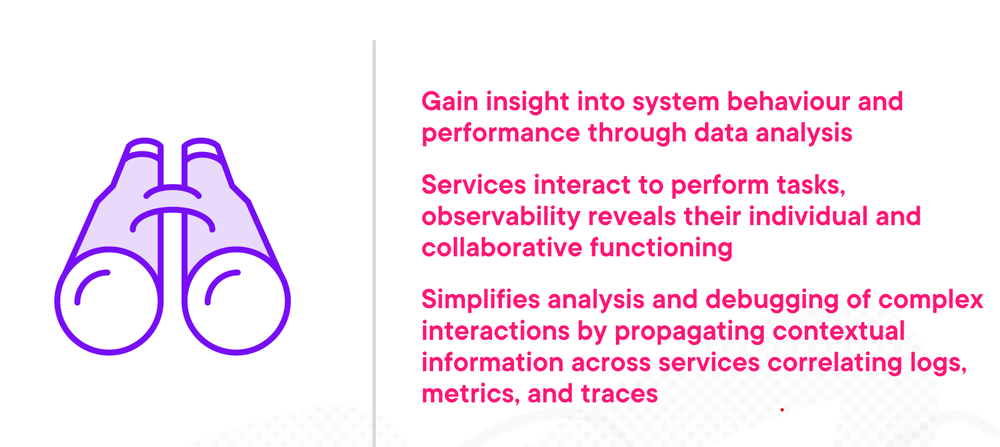 Gain insight into system behaviour and
performance through data analysis
Services interact to perform tasks,
observability reveals their individual and
collaborative functioning
Simplifies analysis and debugging of complex
interactions by propagating contextual
information across services correlating logs,
metrics, and traces